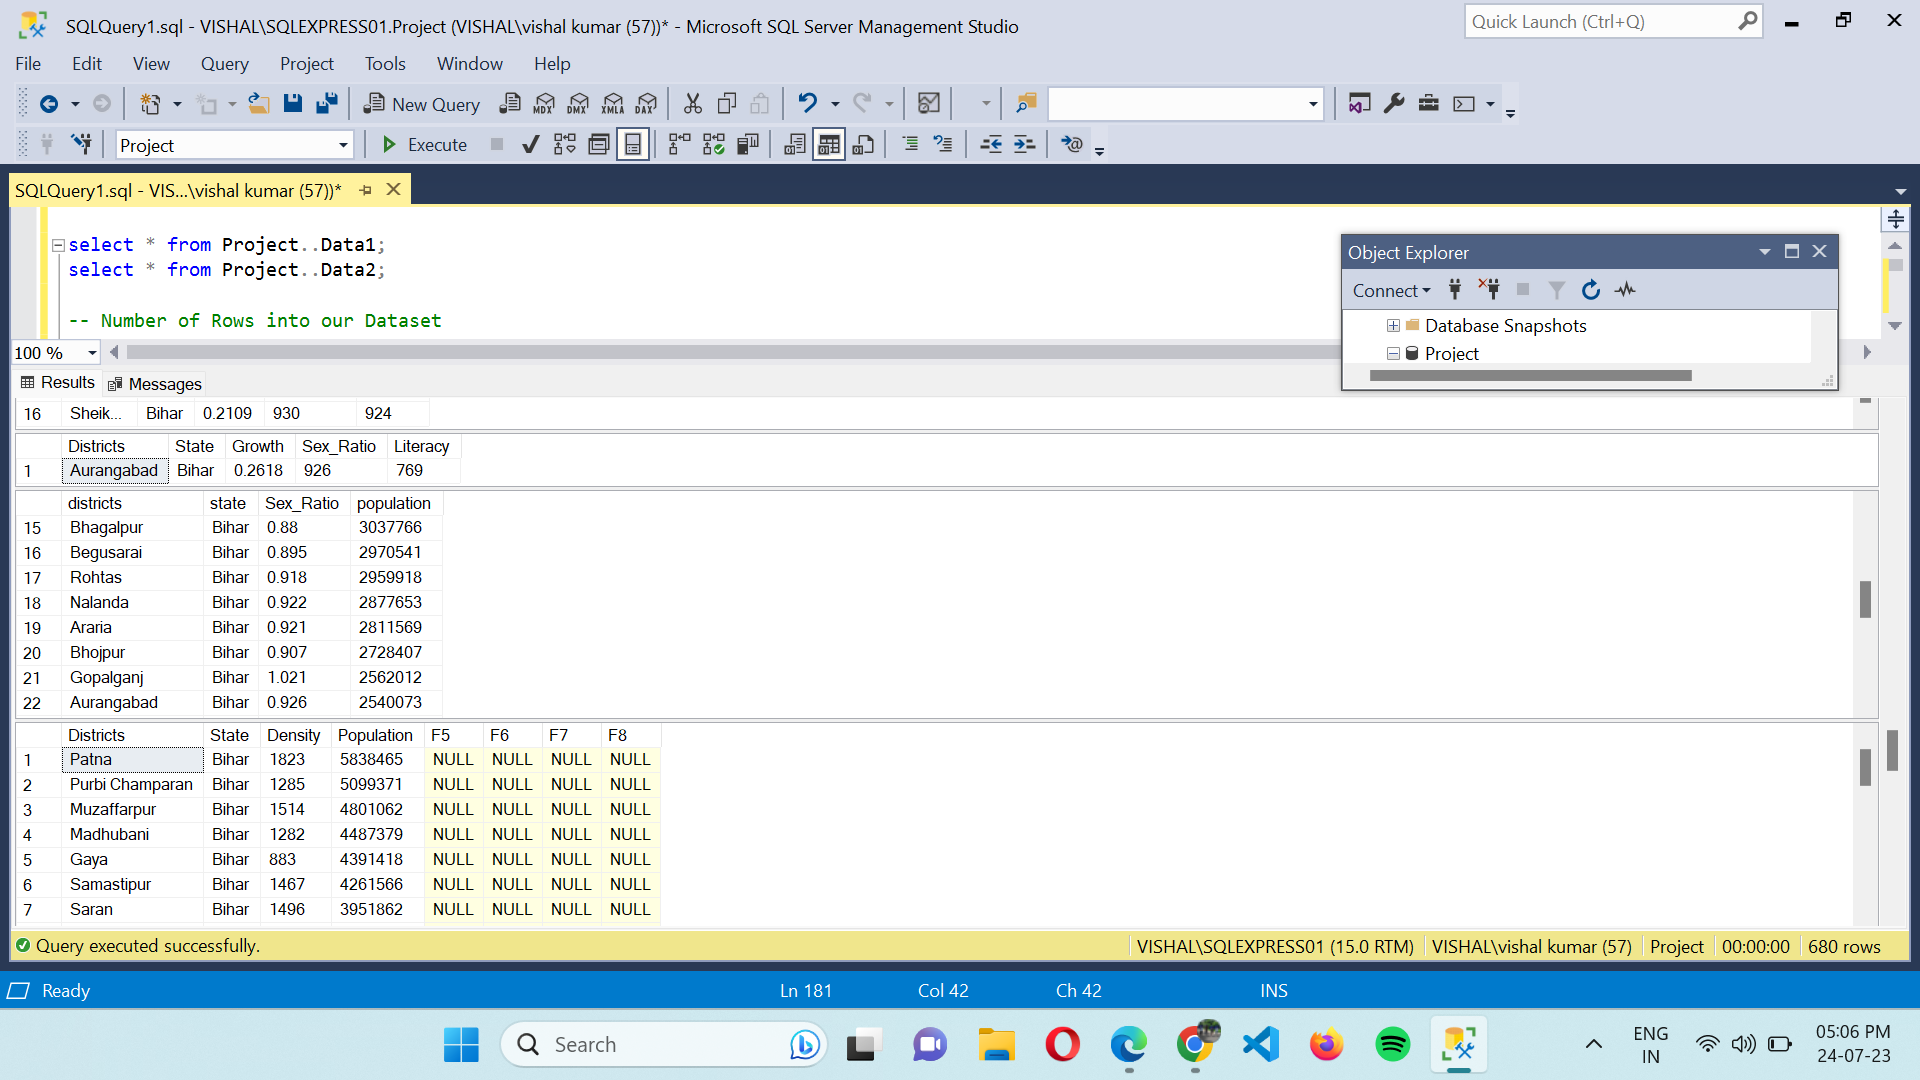 SQLQuery1.sql - VISHAL\SQLEXPRESS01.Project (VISHAL\vishal kumar (57))* - Microsoft SQL Server Management Studio
Quick Launch (Ctrl+Q)
File Edit View Query Project Tools Window Help
New Query MDX DMX XMLA DAX
Project Execute
SQLQuery1.sql - VIS...\vishal kumar (57))*
select * from Project..Data1;
select * from Project..Data2;
-- Number of Rows into our Dataset
Object Explorer
Connect
Database Snapshots
Project
100 %
Results Messages
16 Sheik... Bihar 0.2109 930 924
Districts State Growth Sex_Ratio Literacy
1 Aurangabad Bihar 0.2618 926 769
districts state Sex_Ratio population
15 Bhagalpur Bihar 0.88 3037766
16 Begusarai Bihar 0.895 2970541
17 Rohtas Bihar 0.918 2959918
18 Nalanda Bihar 0.922 2877653
19 Araria Bihar 0.921 2811569
20 Bhojpur Bihar 0.907 2728407
21 Gopalganj Bihar 1.021 2562012
22 Aurangabad Bihar 0.926 2540073
Districts State Density Population F5 F6 F7 F8
1 Patna Bihar 1823 5838465 NULL NULL NULL NULL
2 Purbi Champaran Bihar 1285 5099371 NULL NULL NULL NULL
3 Muzaffarpur Bihar 1514 4801062 NULL NULL NULL NULL
4 Madhubani Bihar 1282 4487379 NULL NULL NULL NULL
5 Gaya Bihar 883 4391418 NULL NULL NULL NULL
6 Samastipur Bihar 1467 4261566 NULL NULL NULL NULL
7 Saran Bihar 1496 3951862 NULL NULL NULL NULL
Query executed successfully. VISHAL\SQLEXPRESS01 (15.0 RTM) VISHAL\vishal kumar (57) Project 00:00:00 680 rows
Ready Ln 181 Col 42 Ch 42 INS
Search
ENG
IN
05:06 PM
24-07-23